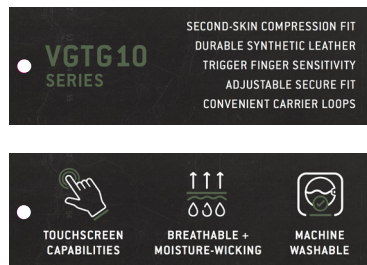 VGTG10
SERIES
SECOND-SKIN COMPRESSION FIT
DURABLE SYNTHETIC LEATHER
TRIGGER FINGER SENSITIVITY
ADJUSTABLE SECURE FIT
CONVENIENT CARRIER LOOPS
TOUCHSCREEN
CAPABILITIES
BREATHABLE +
MOISTURE-WICKING
MACHINE
WASHABLE